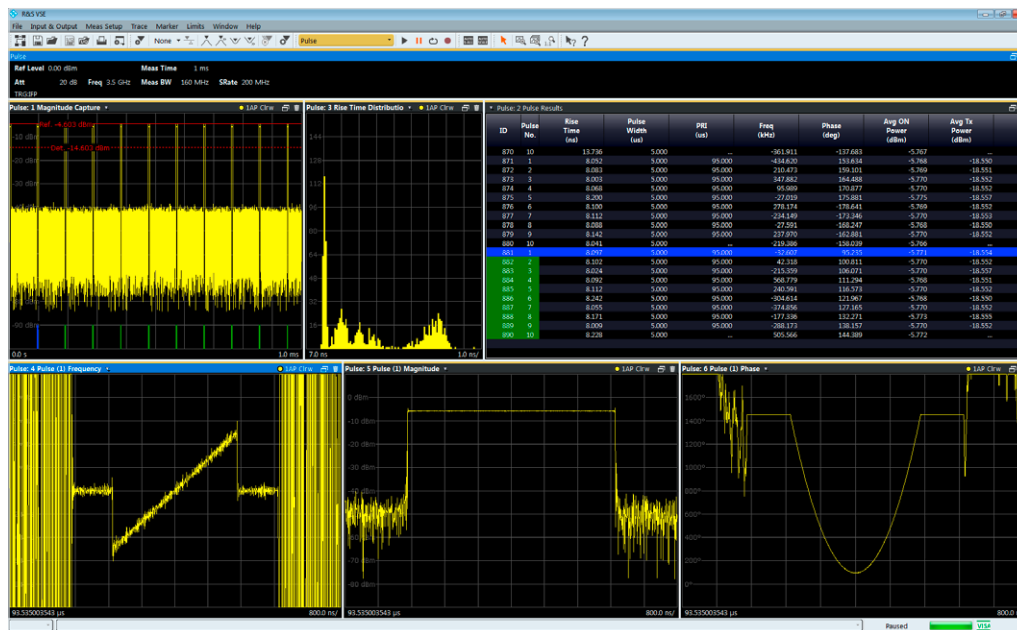 R&S VSE
File Input & Output Meas Setup Trace Marker Limits Window Help
None Pulse
Pulse
Ref Level 0.00 dBm Meas Time 1 ms
Att 20 dB Freq 3.5 GHz Meas BW 160 MHz SRate 200 MHz
TRG:IFP
Pulse: 1 Magnitude Capture 1AP Clrw
Ref. -4.603 dBm
-10 dBm
Det. -14.603 dBm
-20 dBm
-30 dBm
-90 dBm
0.0 s 1.0 ms
Pulse: 3 Rise Time Distributio 1AP Clrw
144
128
112
96
80
64
48
32
16
7.0 ns 1.0 ns/
Pulse: 2 Pulse Results
ID Pulse No. Rise Time (ns) Pulse Width (us) PRI (us) Freq (kHz) Phase (deg) Avg ON Power (dBm) Avg Tx Power (dBm)
870 10 13.736 5.000 ... -361.911 -137.683 -5.767 ...
871 1 8.052 5.000 95.000 -434.620 153.634 -5.768 -18.550
872 2 8.083 5.000 95.000 210.473 159.101 -5.769 -18.551
873 3 8.003 5.000 95.000 347.882 164.488 -5.770 -18.552
874 4 8.068 5.000 95.000 95.989 170.877 -5.770 -18.552
875 5 8.200 5.000 95.000 -27.019 175.881 -5.775 -18.557
876 6 8.100 5.000 95.000 278.174 -178.641 -5.769 -18.552
877 7 8.112 5.000 95.000 -234.149 -173.346 -5.770 -18.553
878 8 8.088 5.000 95.000 -27.591 -168.247 -5.768 -18.550
879 9 8.142 5.000 95.000 237.970 -162.881 -5.770 -18.552
880 10 8.041 5.000 ... -219.386 -158.039 -5.766 ...
881 1 8.097 5.000 95.000 -32.607 95.235 -5.771 -18.554
882 2 8.102 5.000 95.000 42.318 100.811 -5.770 -18.552
883 3 8.024 5.000 95.000 -215.359 106.071 -5.770 -18.557
884 4 8.092 5.000 95.000 568.779 111.294 -5.768 -18.551
885 5 8.112 5.000 95.000 240.591 116.573 -5.770 -18.552
886 6 8.242 5.000 95.000 -304.614 121.967 -5.768 -18.550
887 7 8.055 5.000 95.000 -374.856 127.165 -5.770 -18.552
888 8 8.171 5.000 95.000 -177.336 132.271 -5.773 -18.555
889 9 8.009 5.000 95.000 -288.173 138.157 -5.770 -18.552
890 10 8.228 5.000 ... 505.566 144.389 -5.772 ...
Pulse: 4 Pulse (1) Frequency 1AP Clrw
93.535003543 µs 800.0 ns/
Pulse: 5 Pulse (1) Magnitude 1AP Clrw
0 dBm
-10 dBm
-20 dBm
-30 dBm
-70 dBm
-80 dBm
93.535003543 µs 800.0 ns/
Pulse: 6 Pulse (1) Phase 1AP Clrw
1600°
1400°
1200°
1000°
800°
600°
400°
200°
0°
93.535003543 µs 800.0 ns/
Paused VISA